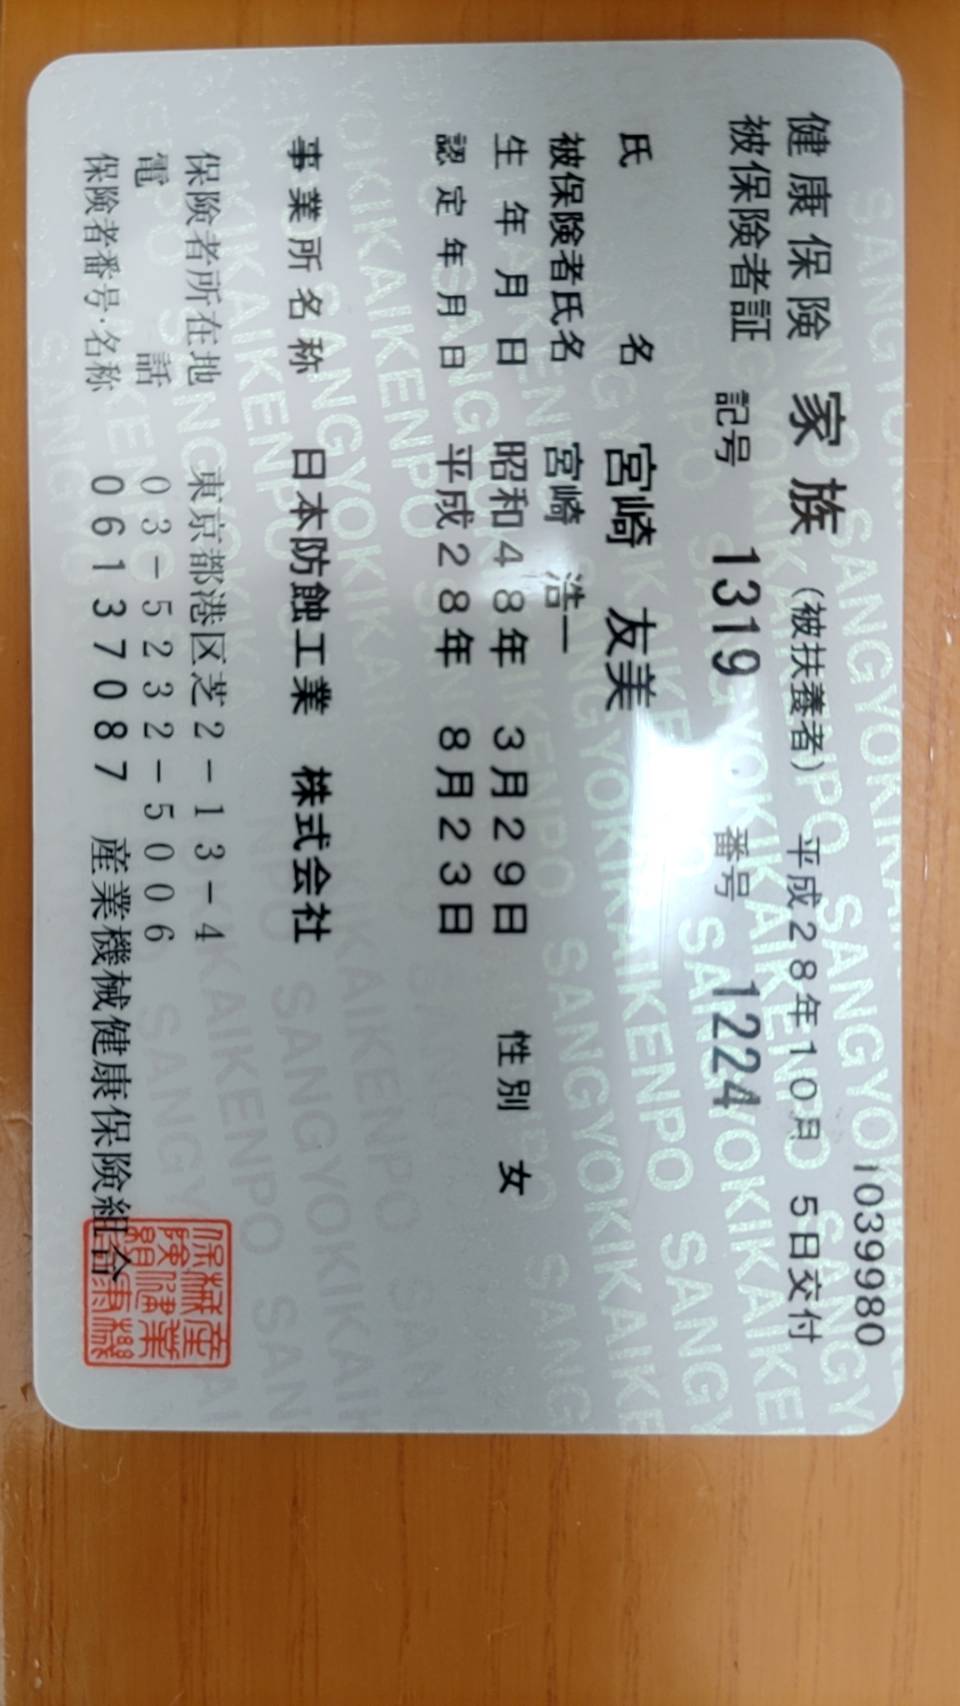 1039980
健康保険 家族 (被扶養者) 平成28年10月 5日交付
被保険者証 記号 1319 番号 1224
氏名 宮崎 友美
被保険者氏名 宮崎 浩一
生年月日 昭和48年 3月29日 性別 女
認定年月日 平成28年 8月23日
事業所名称 日本防蝕工業 株式会社
保険者所在地 東京都港区芝2-13-4
電話 03-5232-5006
保険者番号・名称 06137087 産業機械健康保険組合
SANGYOKIKAIKENPO